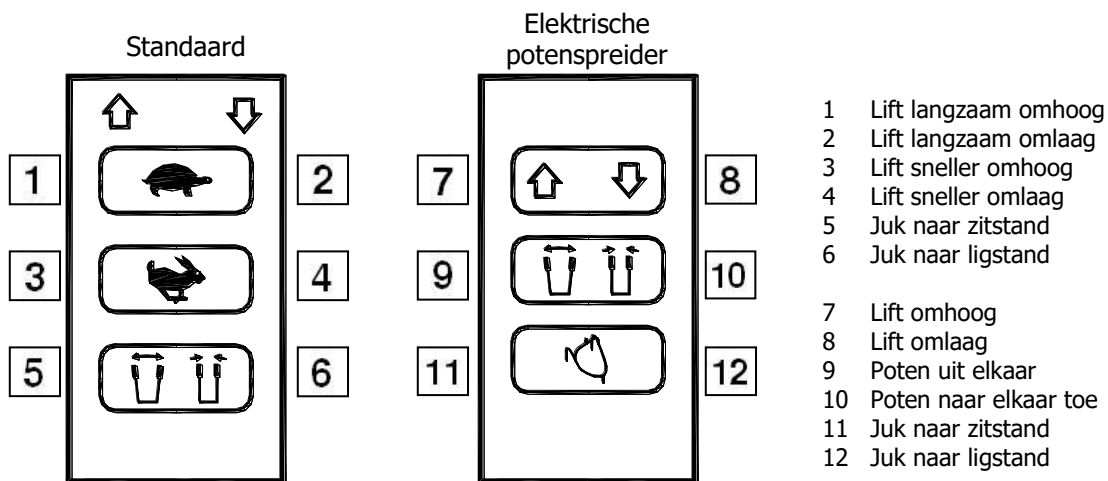 Standaard
Elektrische
potenspreider
1
2
3
4
5
6
7
8
9
10
11
12
1 Lift langzaam omhoog
2 Lift langzaam omlaag
3 Lift sneller omhoog
4 Lift sneller omlaag
5 Juk naar zitstand
6 Juk naar ligstand
7 Lift omhoog
8 Lift omlaag
9 Poten uit elkaar
10 Poten naar elkaar toe
11 Juk naar zitstand
12 Juk naar ligstand